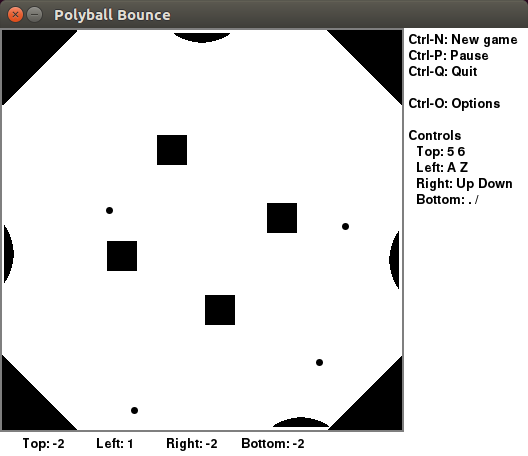 Polyball Bounce
Ctrl-N: New game
Ctrl-P: Pause
Ctrl-Q: Quit
Ctrl-O: Options
Controls
Top: 5 6
Left: A Z
Right: Up Down
Bottom: . /
Top: -2 Left: 1 Right: -2 Bottom: -2